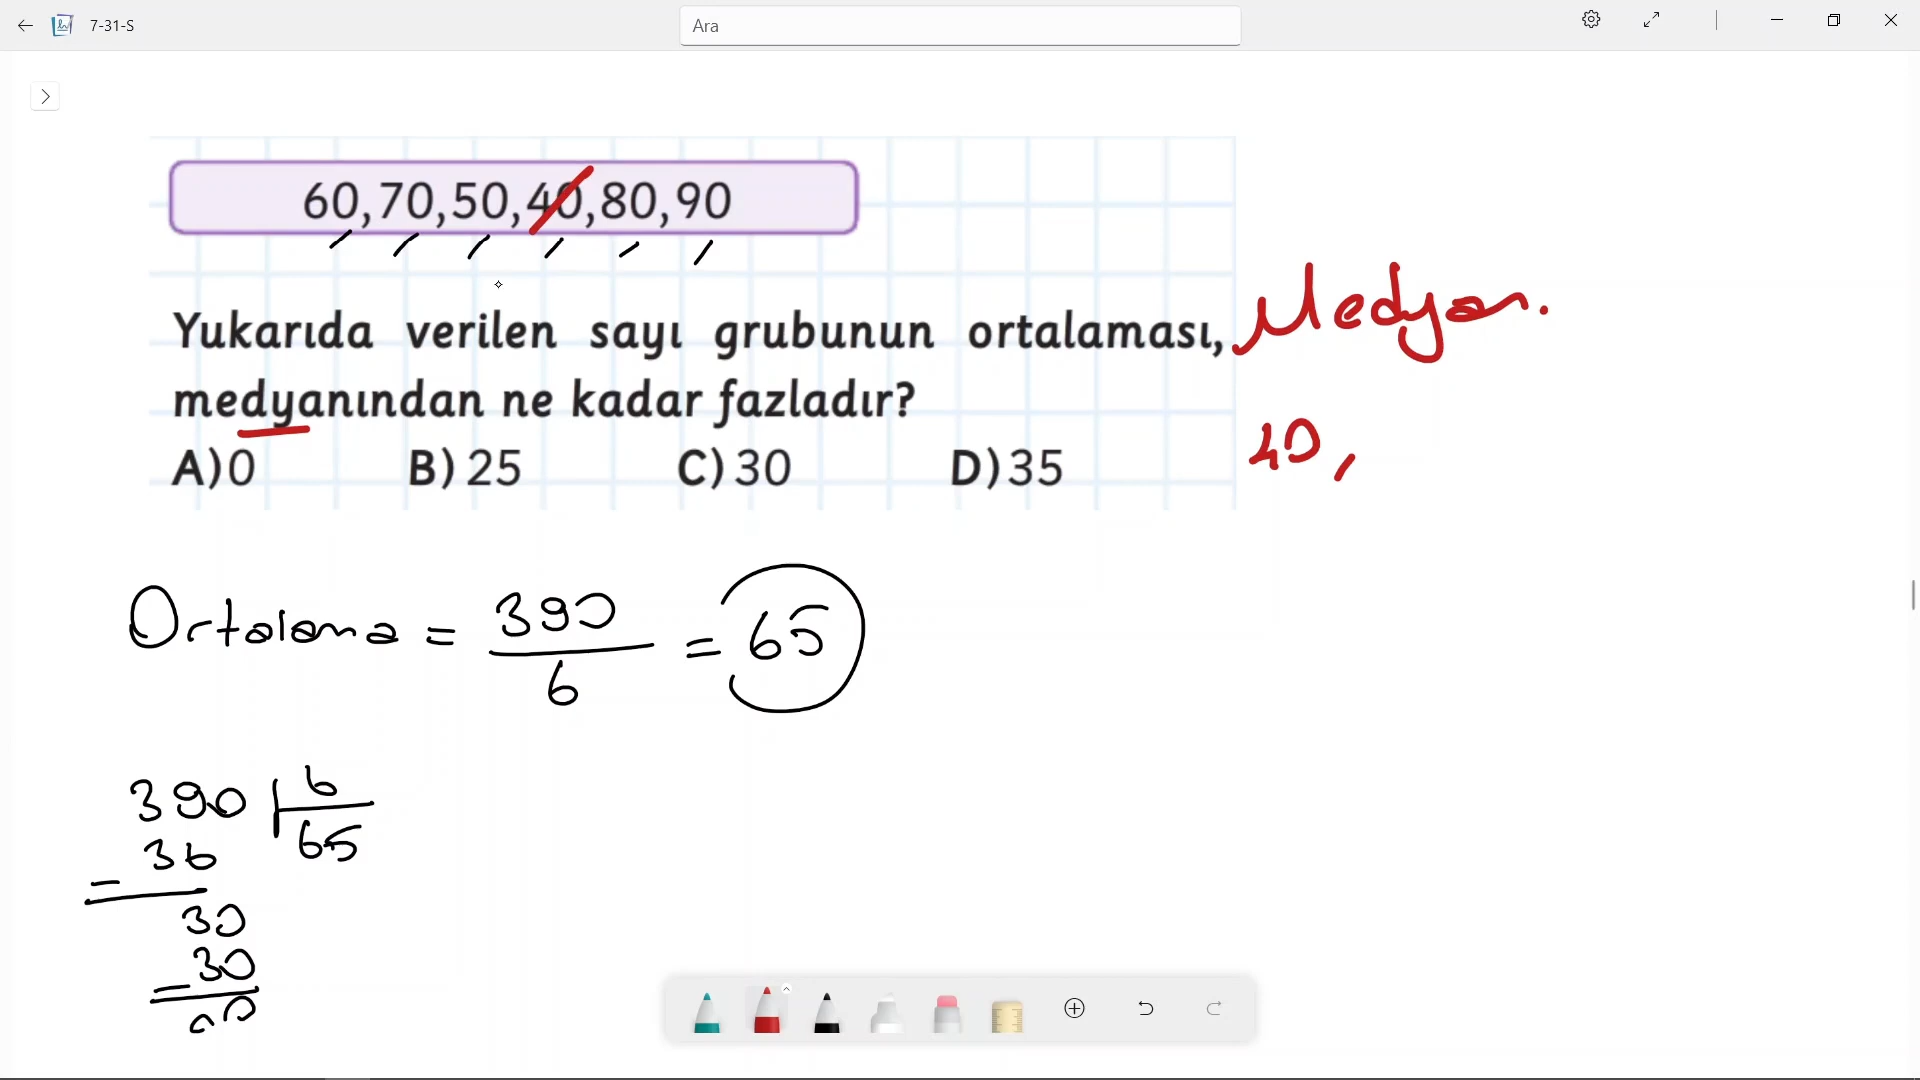 7-31-S
Ara
60,70,50,40,80,90
Yukarıda verilen sayı grubunun ortalaması,
medyanından ne kadar fazladır?
A)0 B)25 C)30 D)35
Medyan.
40,
Ortalama = 390/6 = 65
390 | 6
36 65
30
30
00